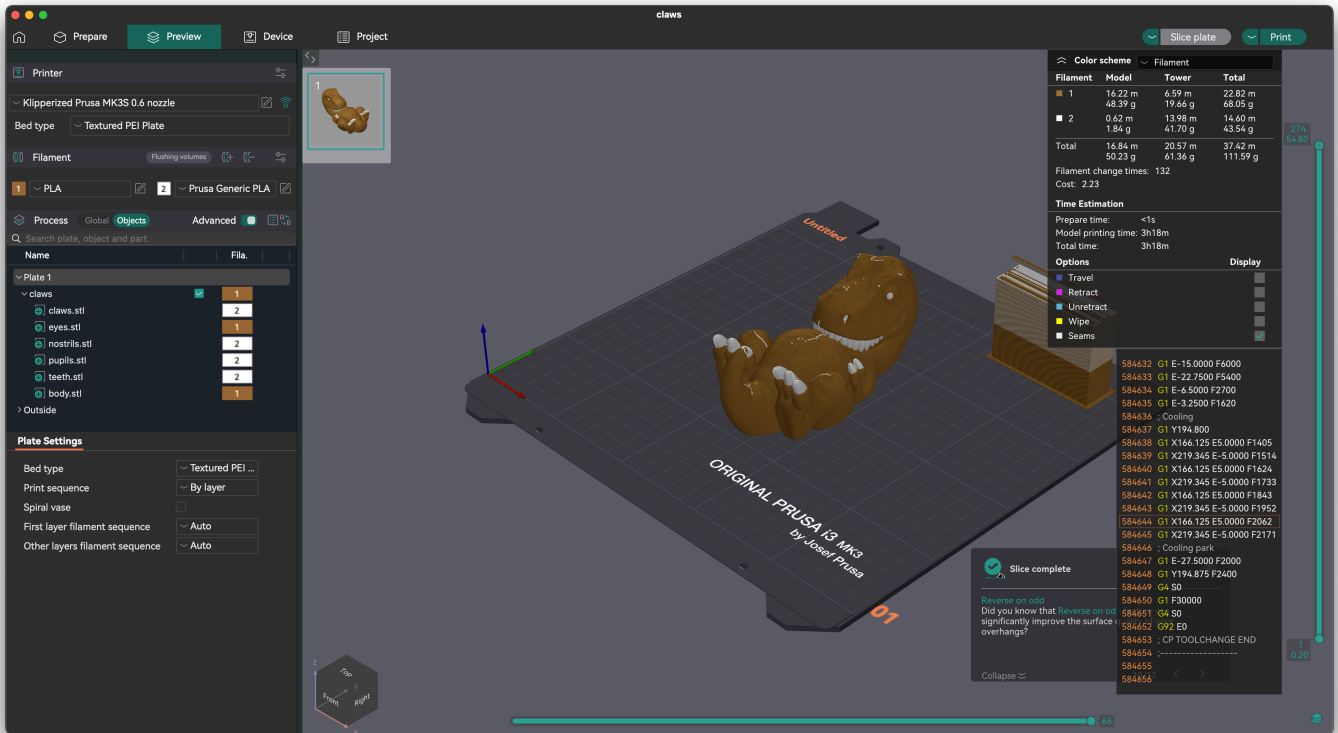 claws
Prepare
Preview
Device
Project
Slice plate
Print
Printer
Klipperized Prusa MK3S 0.6 nozzle
Bed type
Textured PEI Plate
Filament
Flushing volumes
1
PLA
2
Prusa Generic PLA
Process
Global
Objects
Advanced
Search plate, object and part.
Name
Fila.
Plate 1
claws 1
claws.stl 2
eyes.stl 1
nostrils.stl 2
pupils.stl 2
teeth.stl 2
body.stl 1
Outside
Plate Settings
Bed type Textured PEI ...
Print sequence By layer
Spiral vase
First layer filament sequence Auto
Other layers filament sequence Auto
1
Untitled
ORIGINAL PRUSA i3 MK3
by Josef Prusa
01
Top
Front
Right
z
y
x
Color scheme Filament
Filament Model Tower Total
1 16.22 m 6.59 m 22.82 m
48.39 g 19.66 g 68.05 g
2 0.62 m 13.98 m 14.60 m
1.84 g 41.70 g 43.54 g
Total 16.84 m 20.57 m 37.42 m
50.23 g 61.36 g 111.59 g
Filament change times: 132
Cost: 2.23
Time Estimation
Prepare time: <1s
Model printing time: 3h18m
Total time: 3h18m
Options Display
Travel
Retract
Unretract
Wipe
Seams
274
54.80
584632 G1 E-15.0000 F6000
584633 G1 E-22.7500 F5400
584634 G1 E-6.5000 F2700
584635 G1 E-3.2500 F1620
584636 ; Cooling
584637 G1 Y194.800
584638 G1 X166.125 E5.0000 F1405
584639 G1 X219.345 E-5.0000 F1514
584640 G1 X166.125 E5.0000 F1624
584641 G1 X219.345 E-5.0000 F1733
584642 G1 X166.125 E5.0000 F1843
584643 G1 X219.345 E-5.0000 F1952
584644 G1 X166.125 E5.0000 F2062
584645 G1 X219.345 E-5.0000 F2171
584646 ; Cooling park
584647 G1 E-27.5000 F2000
584648 G1 Y194.875 F2400
584649 G4 S0
584650 G1 F30000
584651 G4 S0
584652 G92 E0
584653 ; CP TOOLCHANGE END
584654 ;------------------
584655
584656
1
0.20
Slice complete
Reverse on odd
Did you know that Reverse on od
significantly improve the surface
overhangs?
Collapse
68